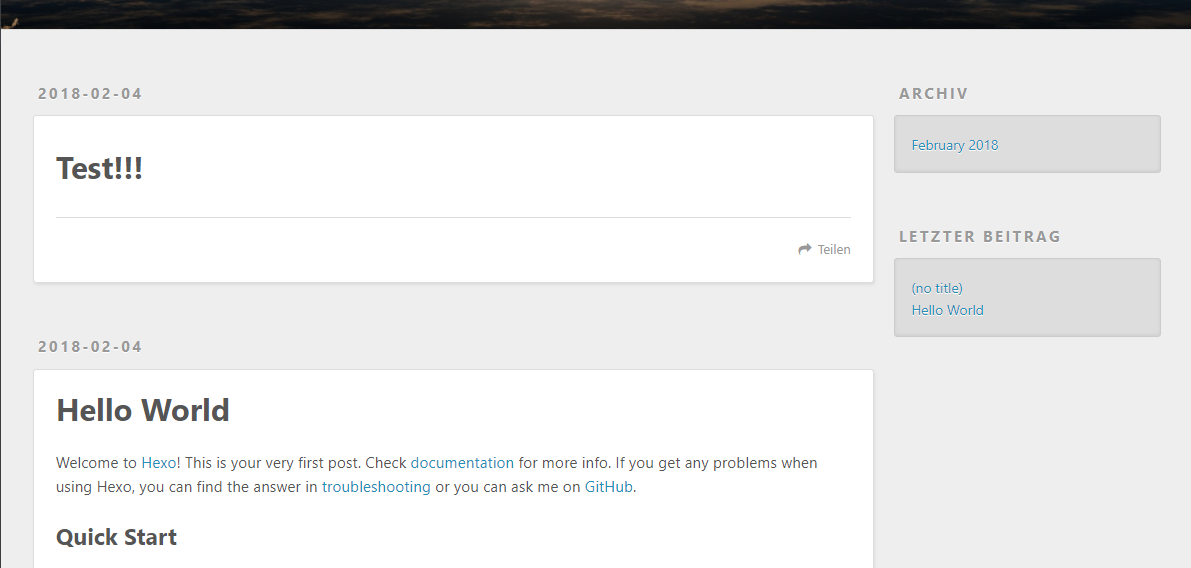 2018-02-04
Test!!!
Teilen
2018-02-04
Hello World
Welcome to Hexo! This is your very first post. Check documentation for more info. If you get any problems when
using Hexo, you can find the answer in troubleshooting or you can ask me on GitHub.
Quick Start
ARCHIV
February 2018
LETZTER BEITRAG
(no title)
Hello World